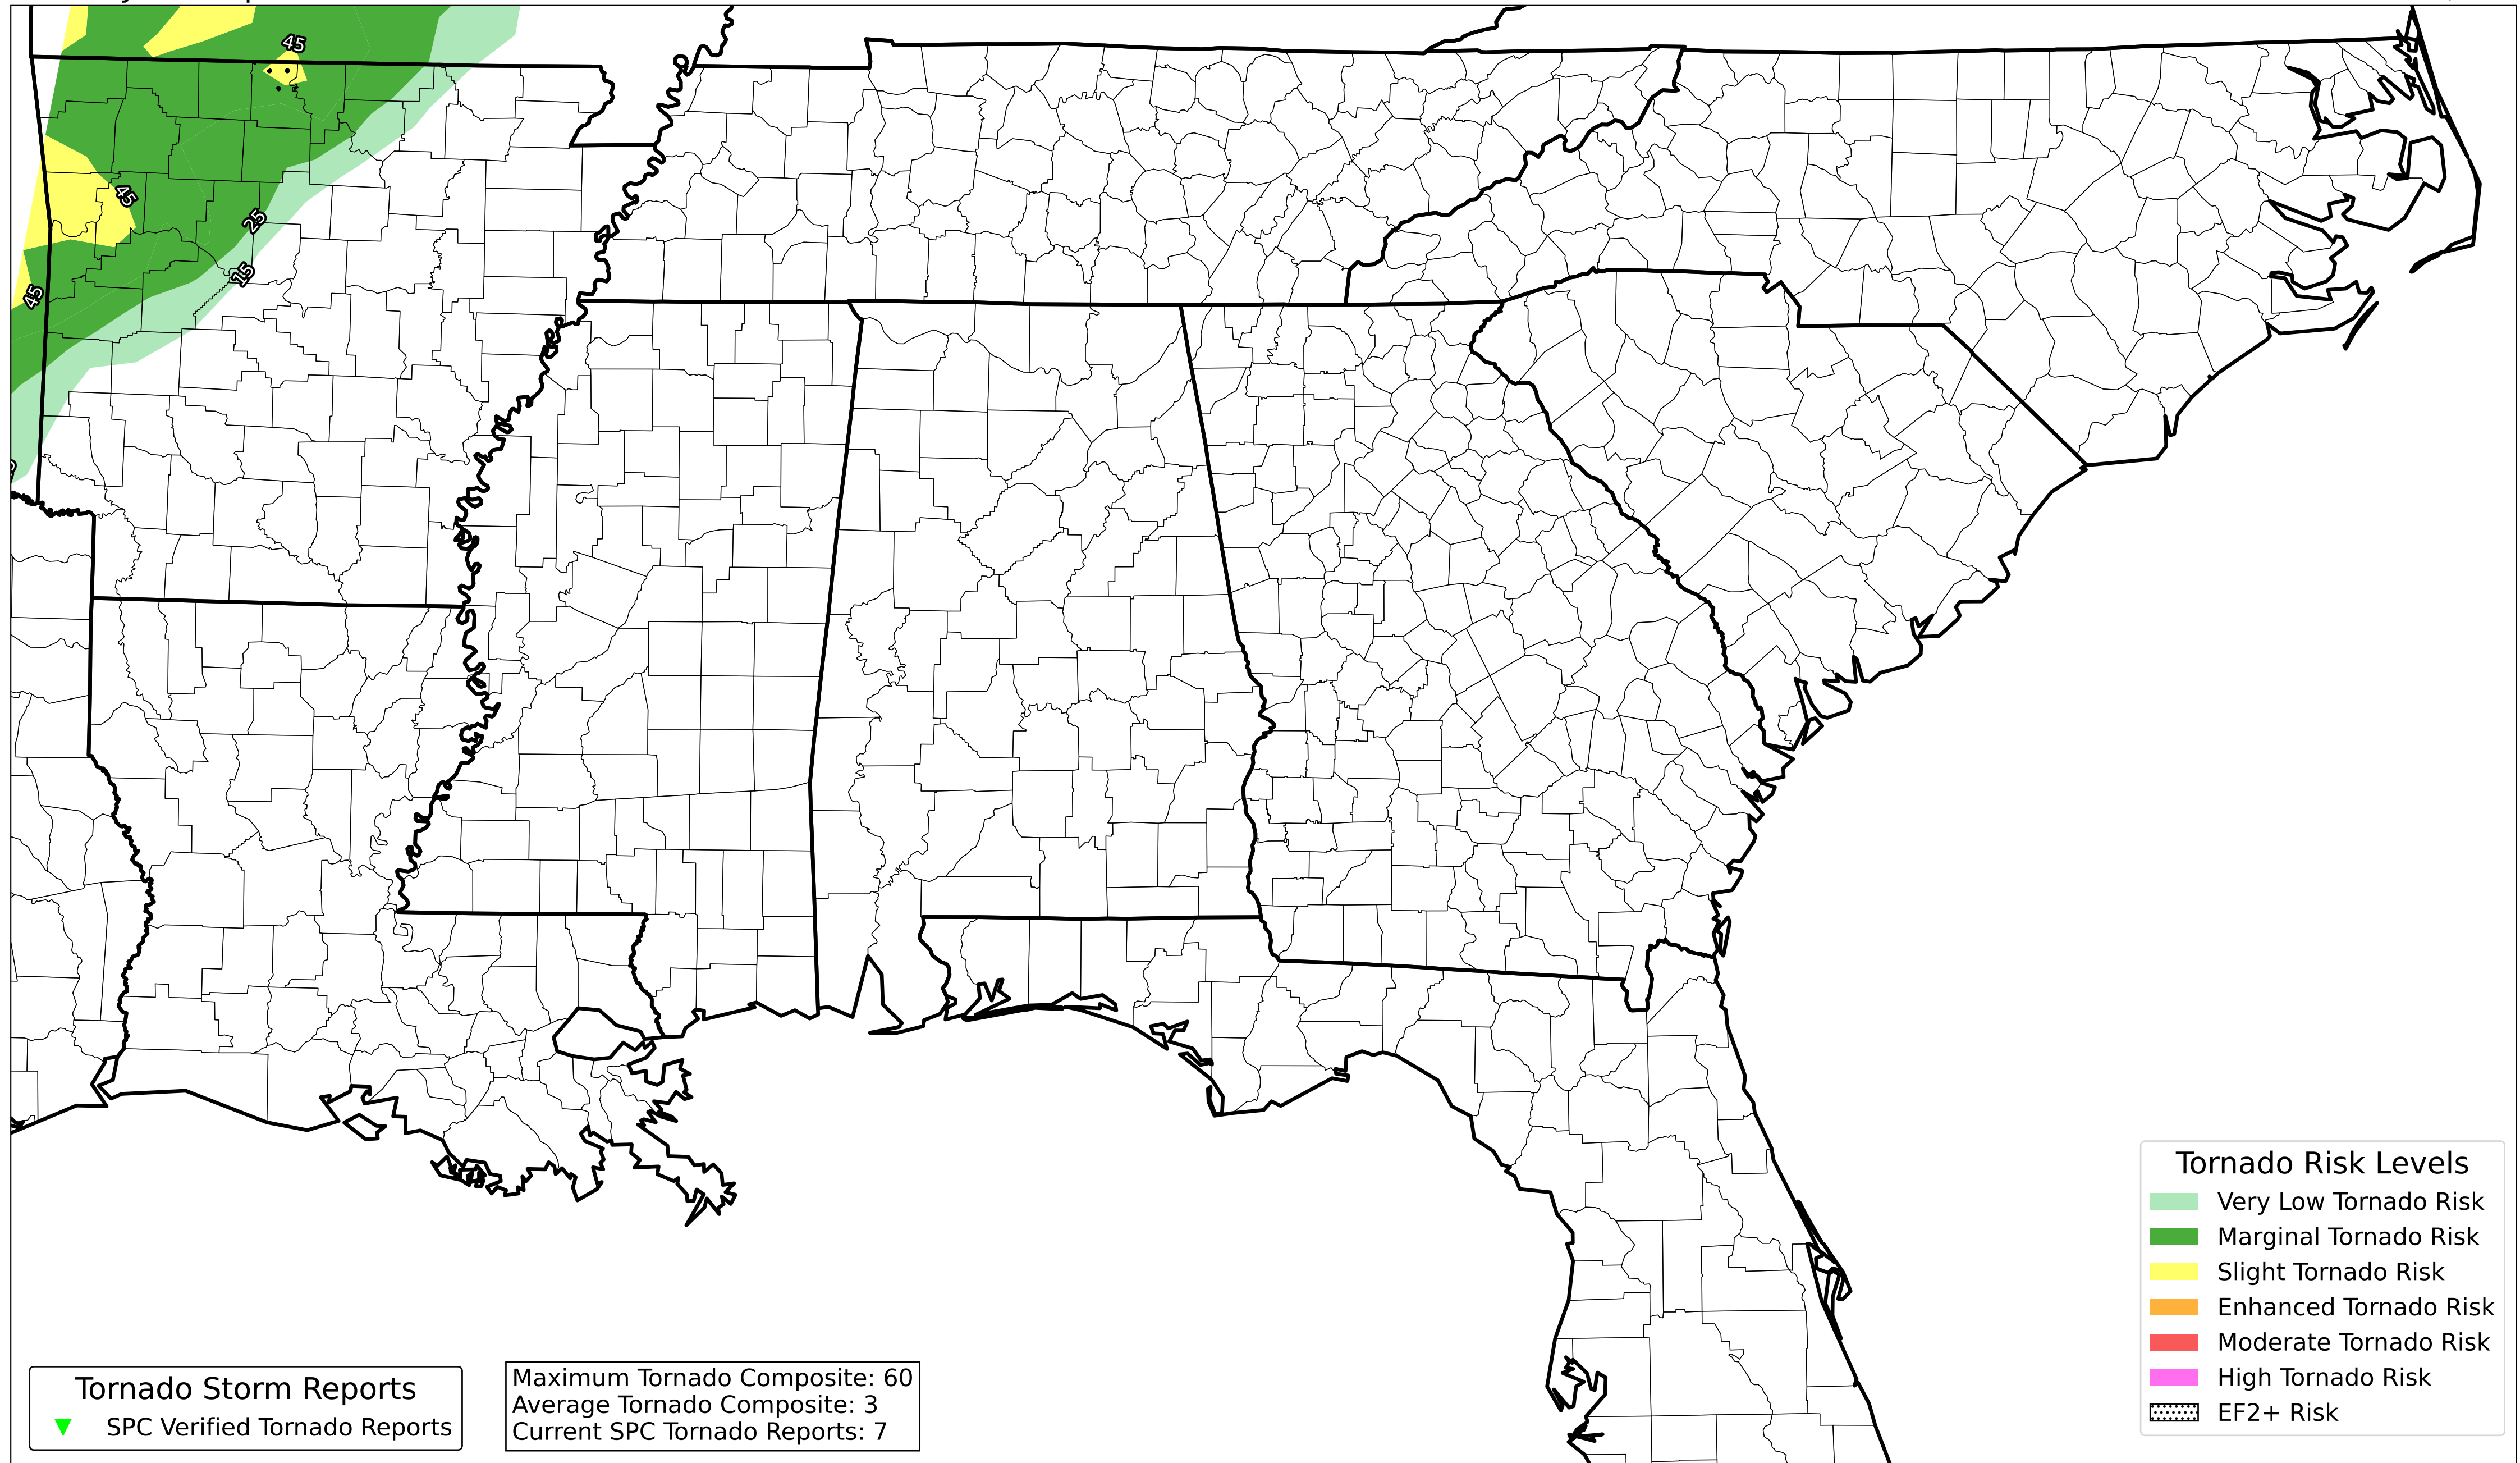 45
45
25
15
45
Tornado Risk Levels
Very Low Tornado Risk
Marginal Tornado Risk
Slight Tornado Risk
Enhanced Tornado Risk
Moderate Tornado Risk
High Tornado Risk
EF2+ Risk
Tornado Storm Reports
SPC Verified Tornado Reports
Maximum Tornado Composite: 60
Average Tornado Composite: 3
Current SPC Tornado Reports: 7